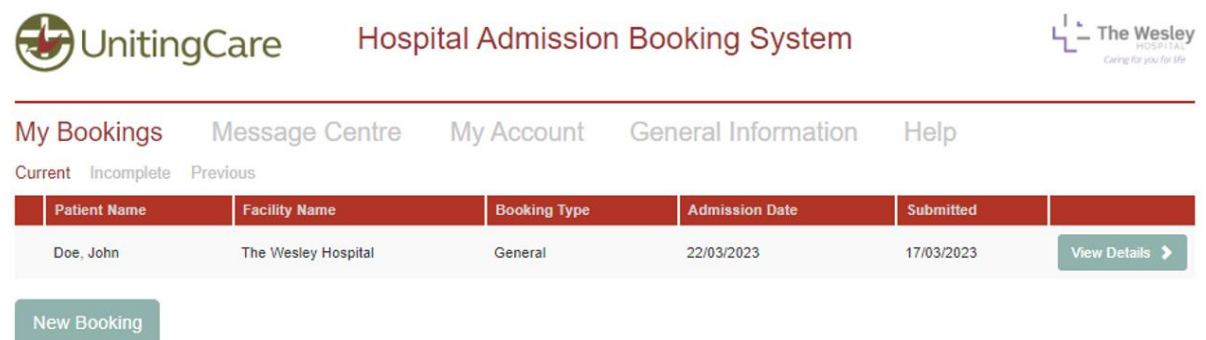 UnitingCare Hospital Admission Booking System The Wesley
HOSPITAL
Caring for you for life
My Bookings Message Centre My Account General Information Help
Current Incomplete Previous
Patient Name Facility Name Booking Type Admission Date Submitted
Doe, John The Wesley Hospital General 22/03/2023 17/03/2023 View Details
New Booking